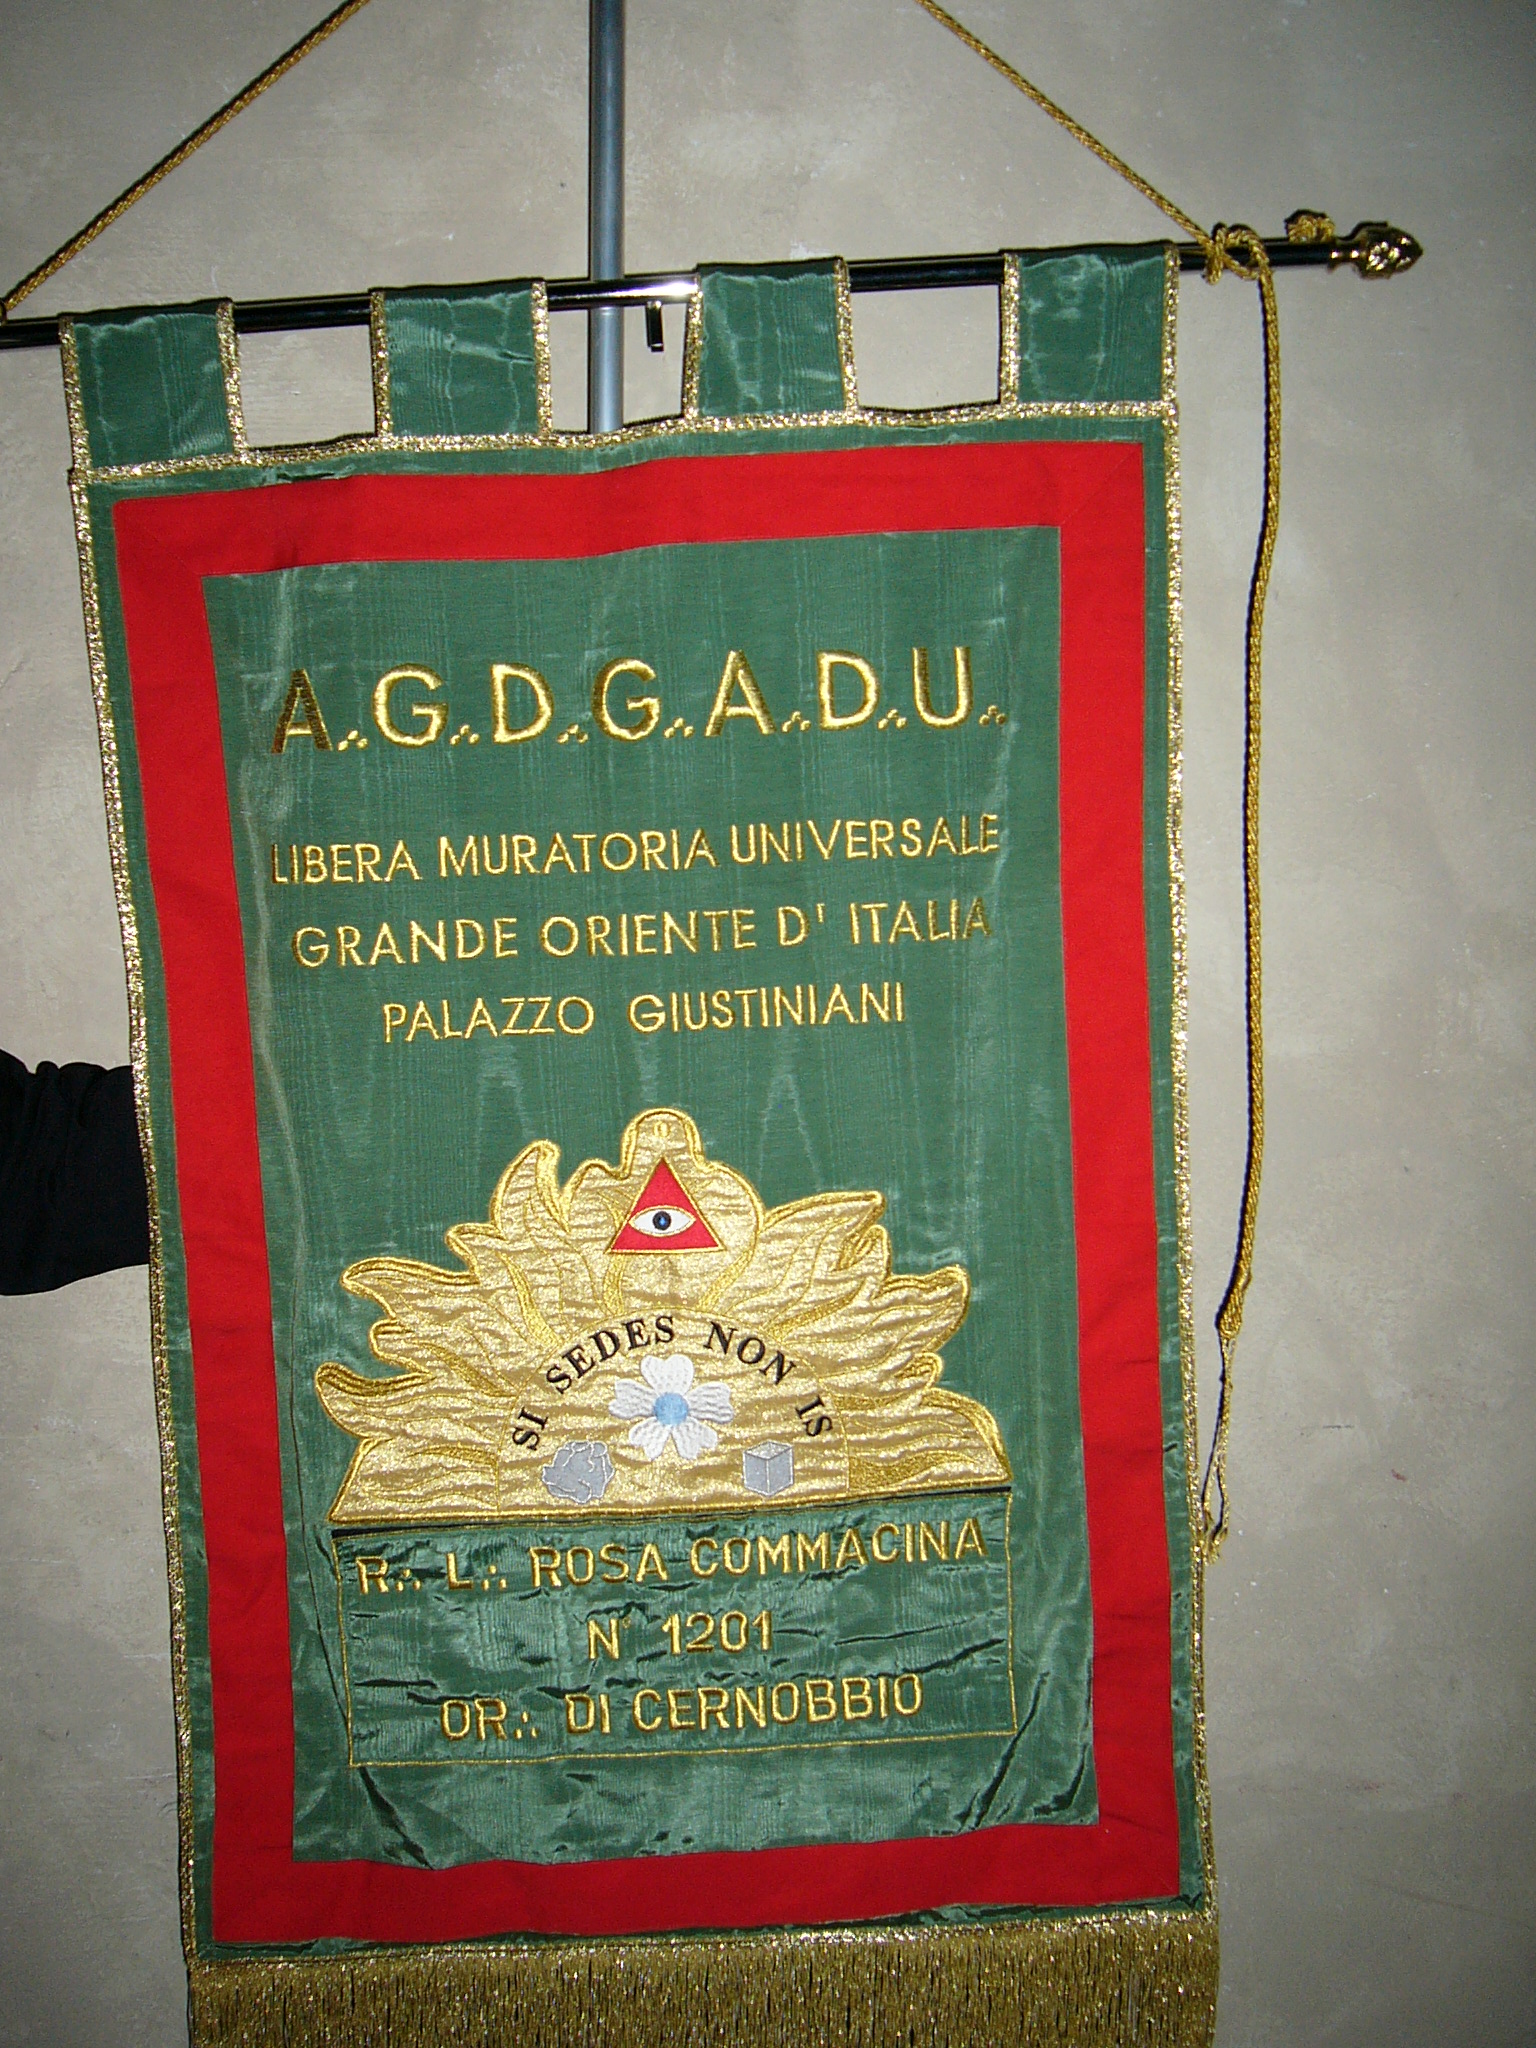 A∴G∴D∴G∴A∴D∴U∴
LIBERA MURATORIA UNIVERSALE
GRANDE ORIENTE D' ITALIA
PALAZZO GIUSTINIANI
SI SEDES NON IS
R∴ L∴ ROSA COMMACINA
N° 1201
OR∴ DI CERNOBBIO